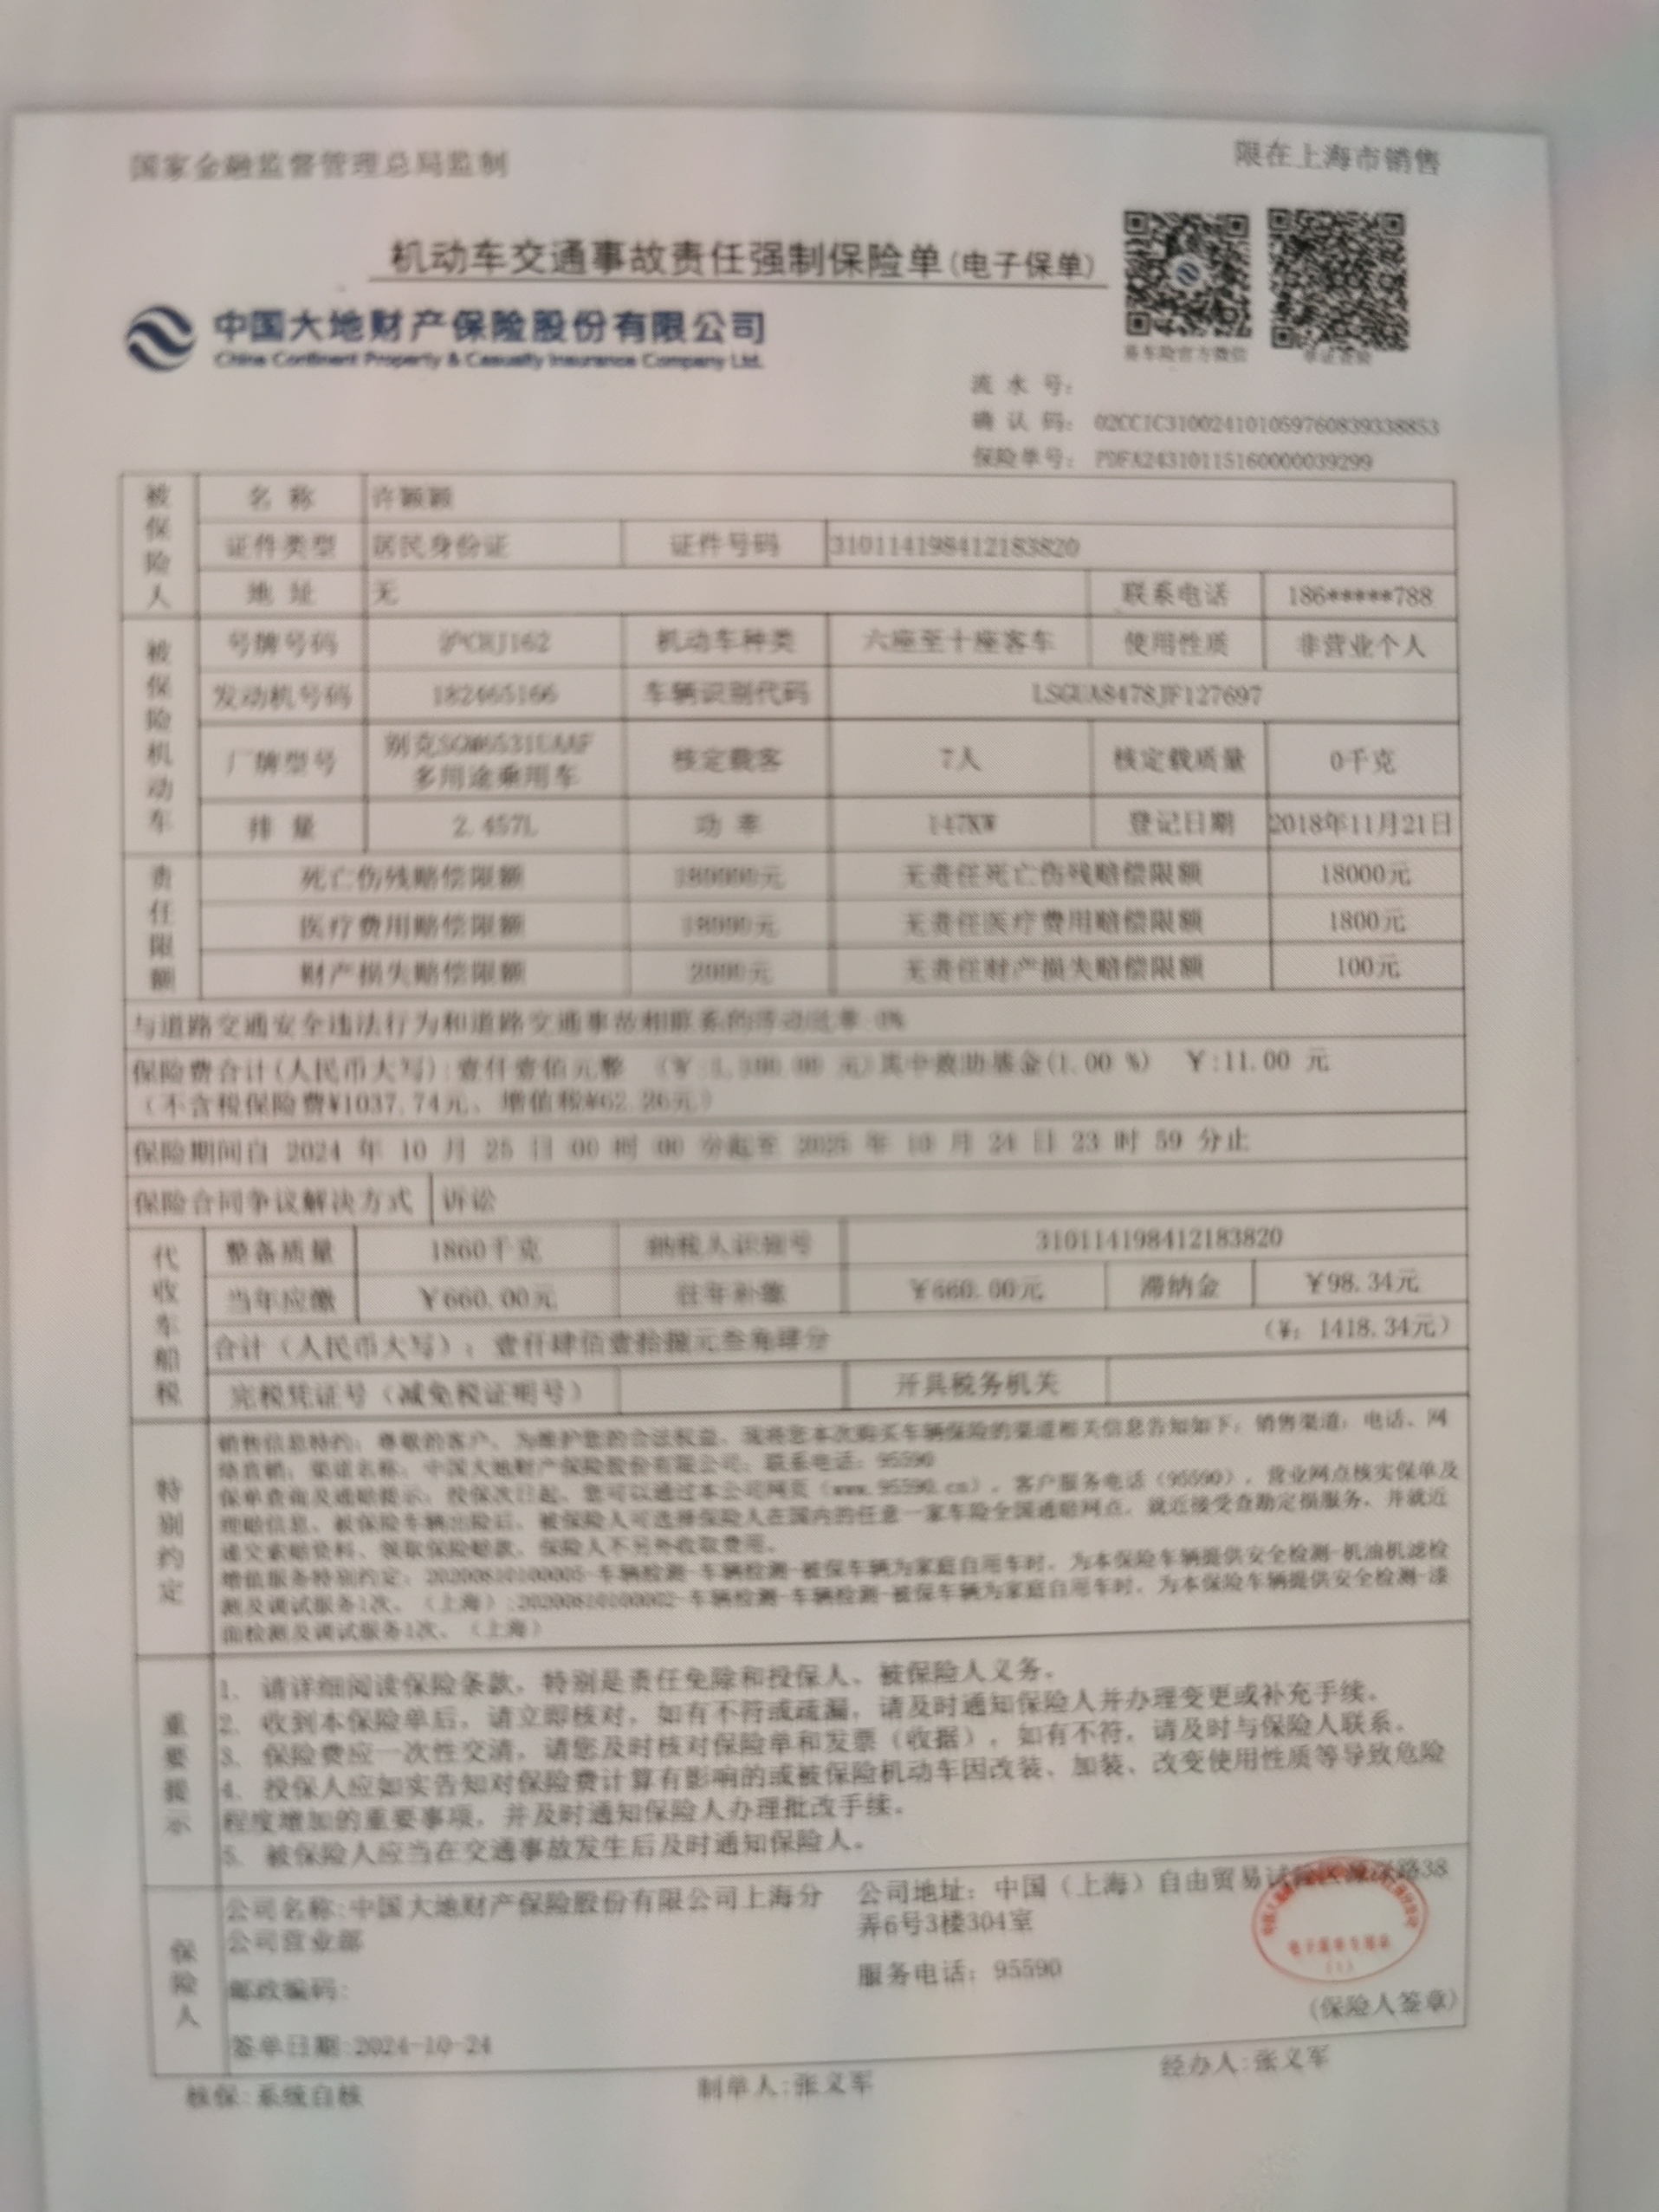 国家金融监督管理总局监制
限在上海市销售
机动车交通事故责任强制保险单(电子保单)
中国大地财产保险股份有限公司
China Continent Property & Casualty Insurance Company Ltd.
流 水 号:
确 认 码: 02CCIC310024101059760839338853
保险单号: PDFA24310115160000039299
被保险人
名 称 许颖颖
证件类型 居民身份证 证件号码 310114198412183820
地 址 无 联系电话 186*****788
被保险机动车
号牌号码 机动车种类 六座至十座客车 使用性质 非营业个人
发动机号码 182465166 车辆识别代码 LSGUA8478JF127697
厂牌型号 别克 核定载客 7人 核定载质量 0千克
多用途乘用车
排 量 2.457L 功 率 147KW 登记日期 2018年11月21日
责任限额
死亡伤残赔偿限额 180000元 无责任死亡伤残赔偿限额 18000元
医疗费用赔偿限额 18000元 无责任医疗费用赔偿限额 1800元
财产损失赔偿限额 2000元 无责任财产损失赔偿限额 100元
与道路交通安全违法行为和道路交通事故相联系的浮动比率
保险费合计(人民币大写):壹仟壹佰元整 (¥:1,100.00 元)其中救助基金(1.00 %) ¥:11.00 元
(不含税保险费¥1037.74元、增值税¥62.26元)
保险期间自 2024 年 10 月 25 日 00 时 00 分起至 2025 年 10 月 24 日 23 时 59 分止
保险合同争议解决方式 诉讼
代收车船税
整备质量 1860千克 纳税人识别号 310114198412183820
当年应缴 ¥660.00元 往年补缴 ¥660.00元 滞纳金 ¥98.34元
合计(人民币大写):壹仟肆佰壹拾捌元叁角肆分 (¥: 1418.34元)
完税凭证号(减免税证明号) 开具税务机关
特别约定
销售信息特约:尊敬的客户,为维护您的合法权益,现将您本次购买车辆保险的渠道相关信息告知如下:销售渠道:电话、网
络直销;渠道名称:中国大地财产保险股份有限公司;联系电话:95590
保单查询及通赔提示:投保次日起,您可以通过本公司网页(www.95590.cn),客户服务电话(95590),营业网点核实保单及
理赔信息。被保险车辆出险后,被保险人可选择保险人在国内的任意一家车险全国通赔网点,就近接受查勘定损服务,并就近
递交索赔资料、领取保险赔款,保险人不另外收取费用。
增值服务特别约定: 车辆检测-车辆检测-被保车辆为家庭自用车时,为本保险车辆提供安全检测-机油机滤检
测及调试服务1次。(上海); 车辆检测-车辆检测-被保车辆为家庭自用车时,为本保险车辆提供安全检测-漆
面检测及调试服务1次。(上海)
重要提示
1. 请详细阅读保险条款,特别是责任免除和投保人、被保险人义务。
2. 收到本保险单后,请立即核对,如有不符或疏漏,请及时通知保险人并办理变更或补充手续。
3. 保险费应一次性交清,请您及时核对保险单和发票(收据),如有不符,请及时与保险人联系。
4. 投保人应如实告知对保险费计算有影响的或被保险机动车因改装、加装、改变使用性质等导致危险
程度增加的重要事项,并及时通知保险人办理批改手续。
5. 被保险人应当在交通事故发生后及时通知保险人。
保险人
公司名称:中国大地财产保险股份有限公司上海分
公司营业部
公司地址: 中国(上海)自由贸易试验区 路38
弄6号3楼304室
邮政编码:
服务电话: 95590
(保险人签章)
签单日期:2024-10-24
核保:系统自核
制单人:张义军
经办人:张义军